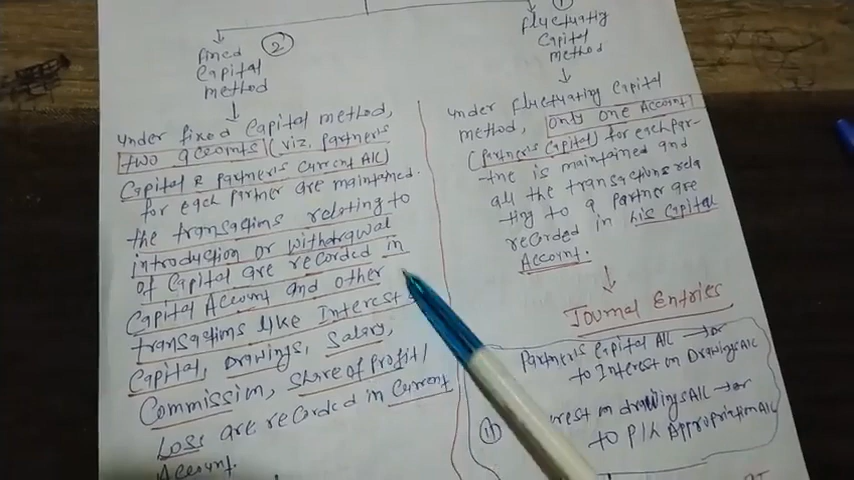 ②
Fixed
Capital
method
under fixed Capital method,
two accounts (viz. partner's
Capital & partner's Current A/C)
for each partner are maintained.
the transactions relating to
introduction or withdrawal
of Capital are recorded in
Capital Account and other
transactions like Interest
Capital, Drawings, Salary,
Commission, Share of Profit/
Loss are recorded in Current
Account.
①
Fluctuating
Capital
method
under fluctuating Capital
method, only one Account
(partner's Capital) for each Par-
tne is maintained and
all the transactions rela
ting to a partner are
recorded in his Capital
Account.
Journal Entries
Partner's Capital A/C → Dr
to Interest on Drawings A/C
rest on drawings A/C → Dr
to P/L Appropriation A/C